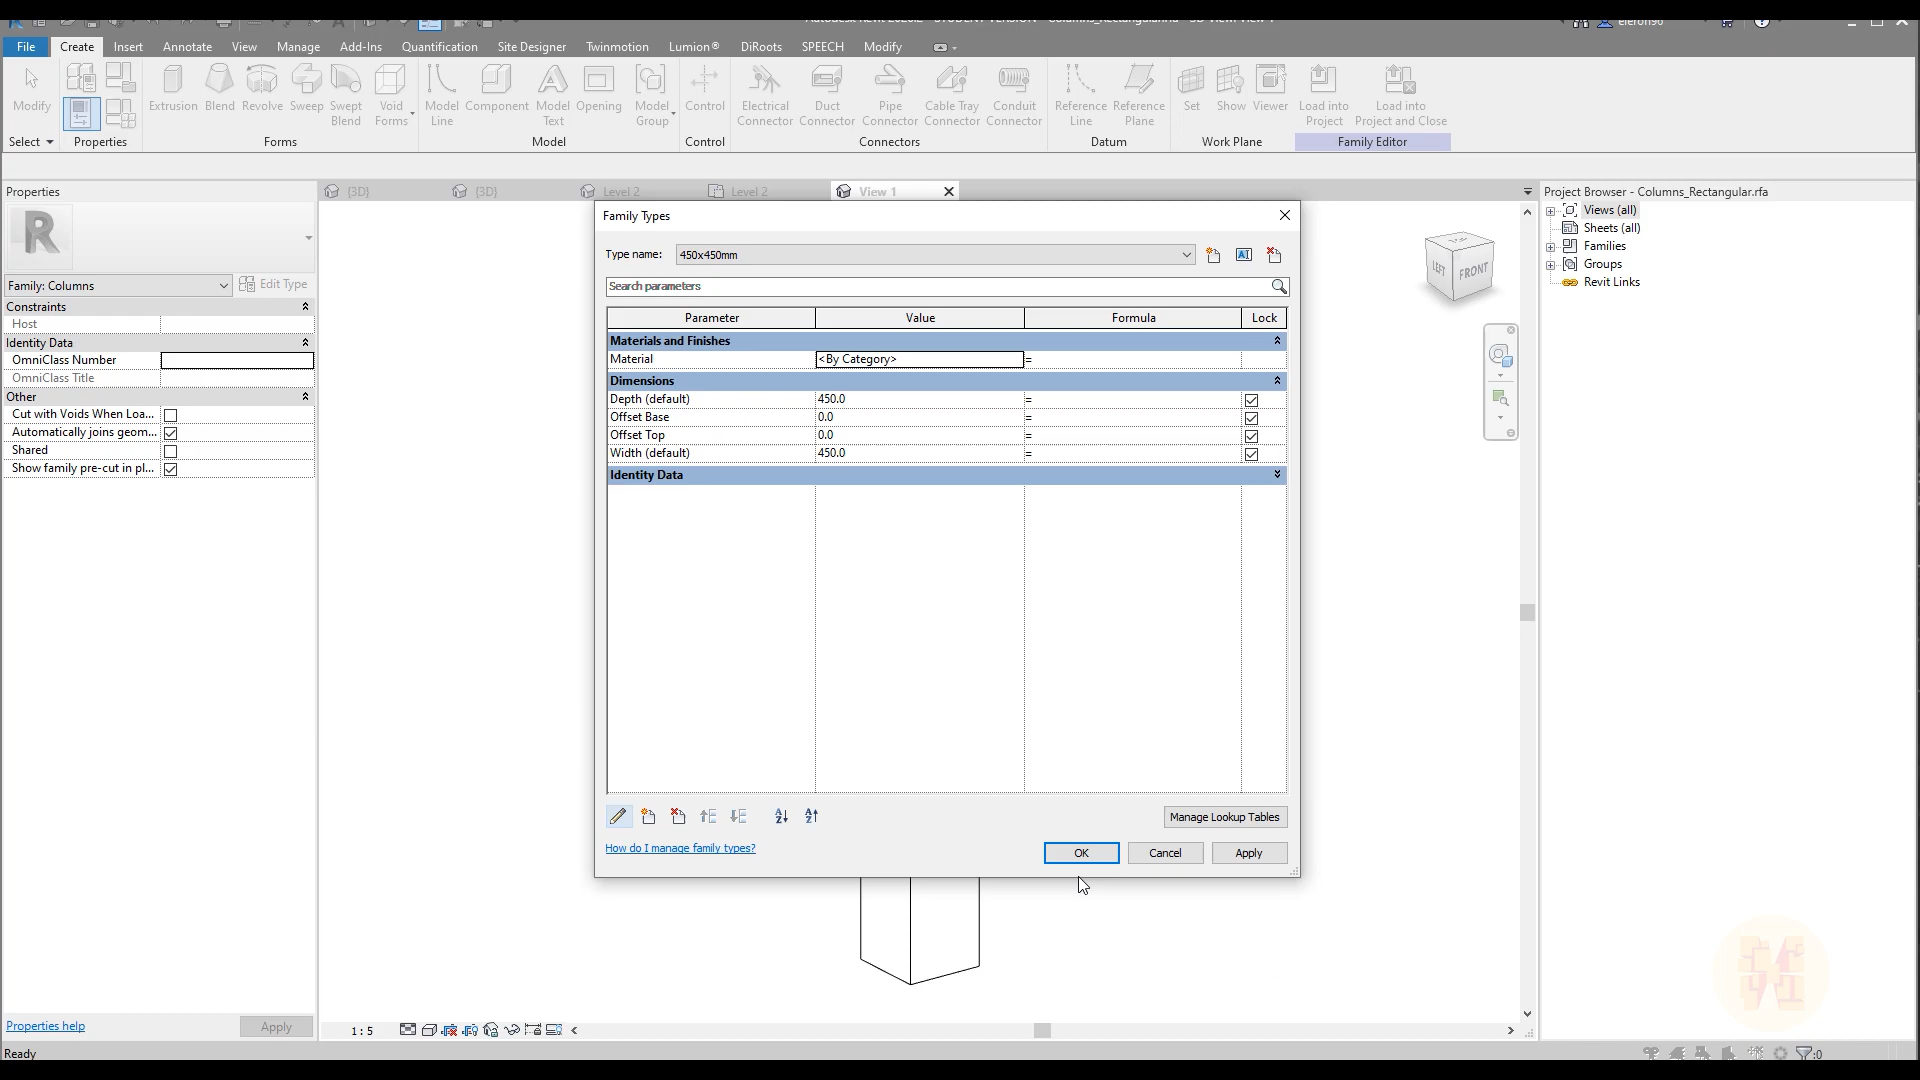 File Create Insert Annotate View Manage Add-Ins Quantification Site Designer Twinmotion Lumion® DiRoots SPEECH Modify
Modify Extrusion Blend Revolve Sweep Swept Blend Void Forms Model Line Component Model Text Opening Model Group Control Electrical Connector Duct Connector Pipe Connector Cable Tray Connector Conduit Connector Reference Line Reference Plane Set Show Viewer Load into Project Load into Project and Close
Select Properties Forms Model Control Connectors Datum Work Plane Family Editor
Properties
{3D} {3D} Level 2 Level 2 View 1
Project Browser - Columns_Rectangular.rfa
R
Family: Columns Edit Type
Constraints
Host
Identity Data
OmniClass Number
OmniClass Title
Other
Cut with Voids When Loa...
Automatically joins geom...
Shared
Show family pre-cut in pl...
Properties help Apply
Ready
Family Types
Type name: 450x450mm
Search parameters
Parameter Value Formula Lock
Materials and Finishes
Material <By Category> =
Dimensions
Depth (default) 450.0 =
Offset Base 0.0 =
Offset Top 0.0 =
Width (default) 450.0 =
Identity Data
Manage Lookup Tables
How do I manage family types?
OK Cancel Apply
LEFT FRONT
Views (all)
Sheets (all)
Families
Groups
Revit Links
1 : 5
:0